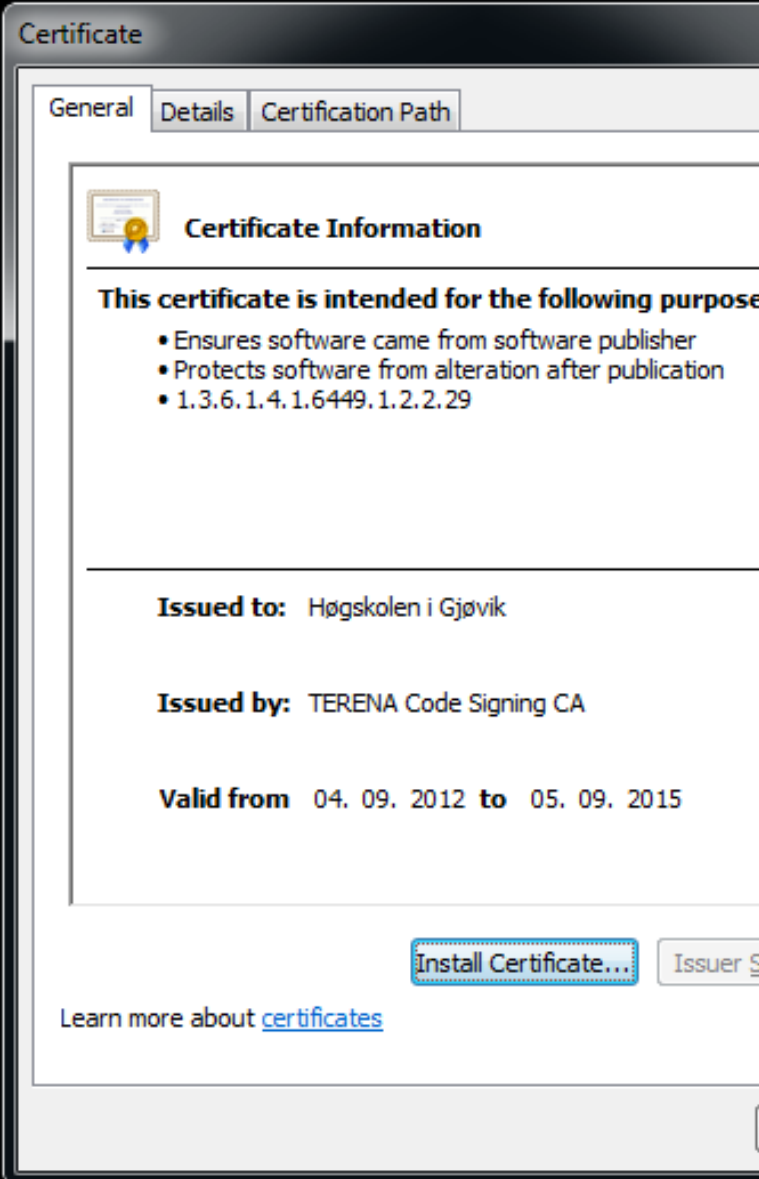 Certificate
General Details Certification Path
Certificate Information
This certificate is intended for the following purpose
• Ensures software came from software publisher
• Protects software from alteration after publication
• 1.3.6.1.4.1.6449.1.2.2.29
Issued to: Høgskolen i Gjøvik
Issued by: TERENA Code Signing CA
Valid from 04. 09. 2012 to 05. 09. 2015
Install Certificate... Issuer S
Learn more about certificates